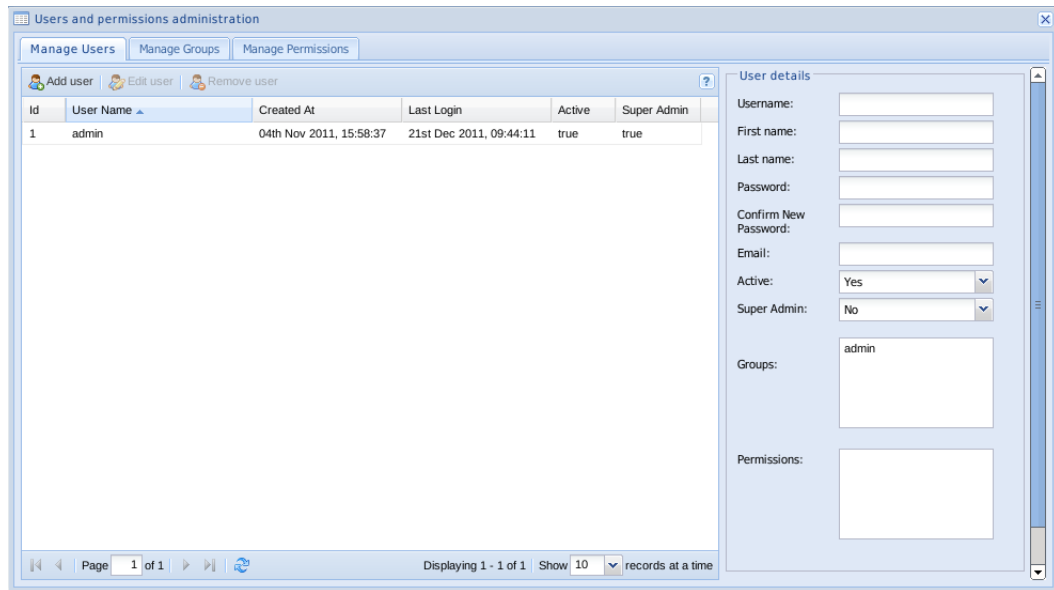 Users and permissions administration
Manage Users Manage Groups Manage Permissions
Add user Edit user Remove user ?
Id User Name Created At Last Login Active Super Admin
1 admin 04th Nov 2011, 15:58:37 21st Dec 2011, 09:44:11 true true
Page 1 of 1 Displaying 1 - 1 of 1 Show 10 records at a time
User details
Username:
First name:
Last name:
Password:
Confirm New
Password:
Email:
Active: Yes
Super Admin: No
Groups: admin
Permissions: